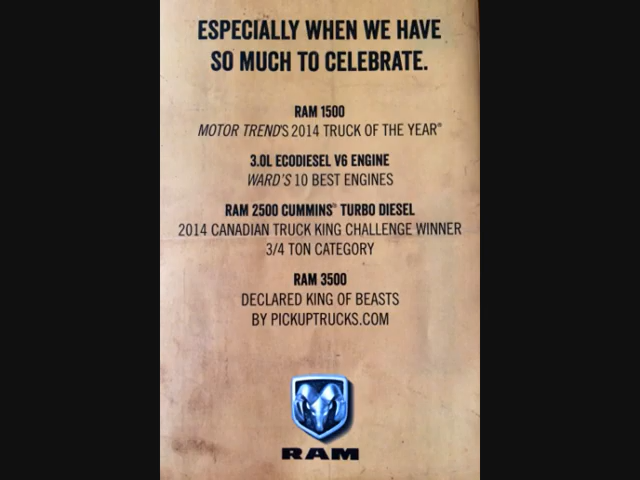 ESPECIALLY WHEN WE HAVE
SO MUCH TO CELEBRATE.
RAM 1500
MOTOR TREND'S 2014 TRUCK OF THE YEAR®
3.0L ECODIESEL V6 ENGINE
WARD'S 10 BEST ENGINES
RAM 2500 CUMMINS® TURBO DIESEL
2014 CANADIAN TRUCK KING CHALLENGE WINNER
3/4 TON CATEGORY
RAM 3500
DECLARED KING OF BEASTS
BY PICKUPTRUCKS.COM
RAM